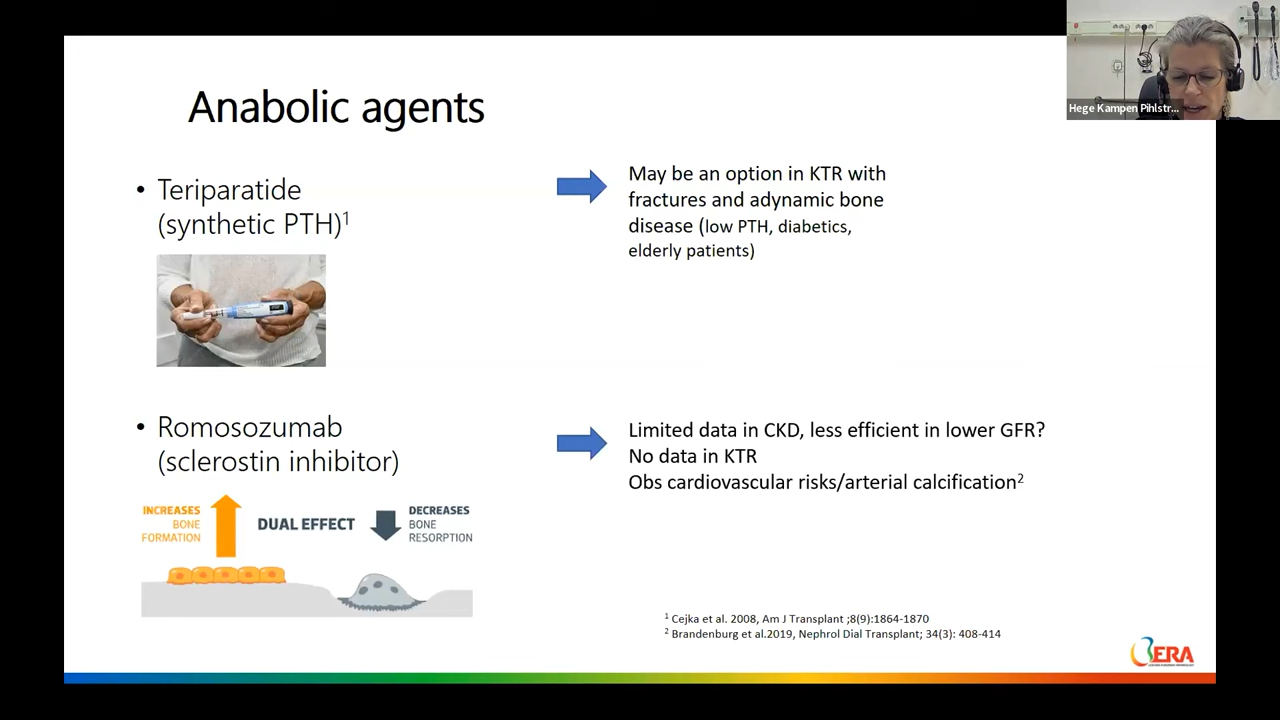 Hege Kampen Pihlstr...
Anabolic agents
• Teriparatide
(synthetic PTH)1
May be an option in KTR with
fractures and adynamic bone
disease (low PTH, diabetics,
elderly patients)
• Romosozumab
(sclerostin inhibitor)
Limited data in CKD, less efficient in lower GFR?
No data in KTR
Obs cardiovascular risks/arterial calcification2
INCREASES
BONE
FORMATION
DUAL EFFECT
DECREASES
BONE
RESORPTION
1 Cejka et al. 2008, Am J Transplant ;8(9):1864-1870
2 Brandenburg et al.2019, Nephrol Dial Transplant; 34(3): 408-414
ERA